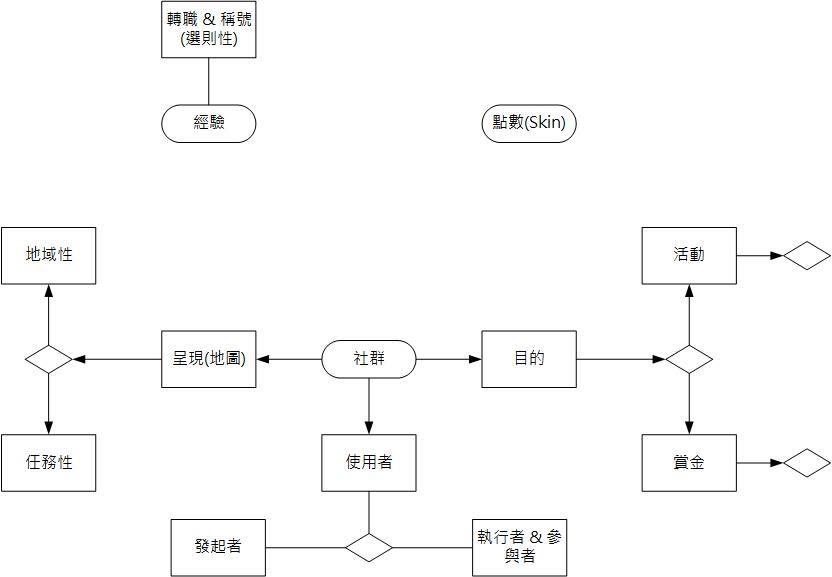 轉職 & 稱號
(選則性)
經驗
點數(Skin)
地域性
活動
呈現(地圖)
社群
目的
任務性
使用者
賞金
發起者
執行者 & 參
與者